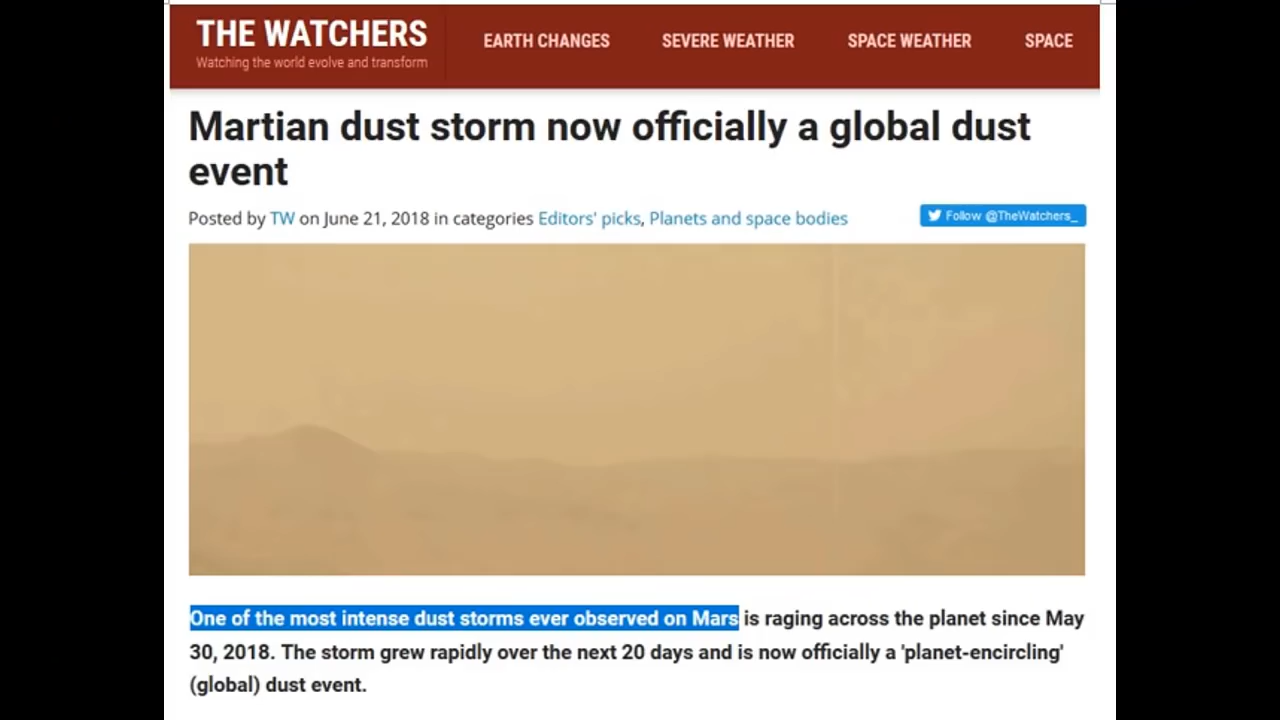 THE WATCHERS
Watching the world evolve and transform
EARTH CHANGES SEVERE WEATHER SPACE WEATHER SPACE
Martian dust storm now officially a global dust
event
Posted by TW on June 21, 2018 in categories Editors' picks, Planets and space bodies
Follow @TheWatchers_
One of the most intense dust storms ever observed on Mars is raging across the planet since May
30, 2018. The storm grew rapidly over the next 20 days and is now officially a 'planet-encircling'
(global) dust event.